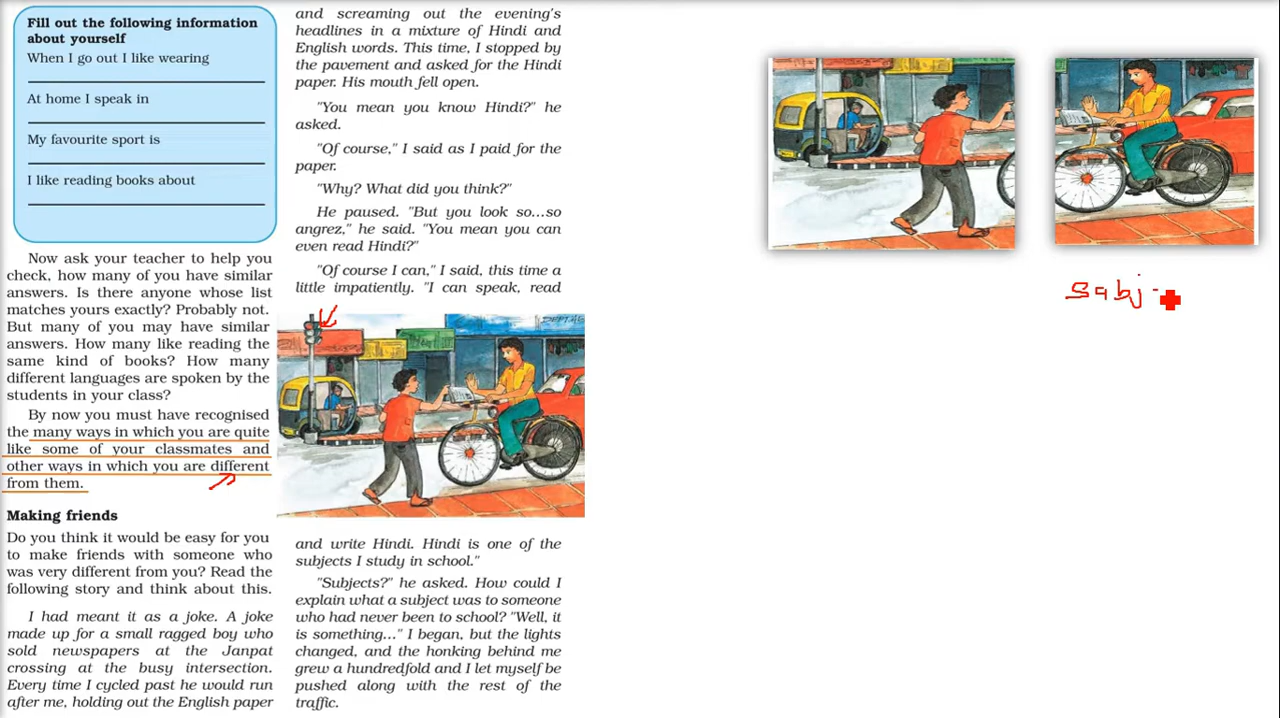 Fill out the following information
about yourself
When I go out I like wearing
At home I speak in
My favourite sport is
I like reading books about
Now ask your teacher to help you
check, how many of you have similar
answers. Is there anyone whose list
matches yours exactly? Probably not.
But many of you may have similar
answers. How many like reading the
same kind of books? How many
different languages are spoken by the
students in your class?
By now you must have recognised
the many ways in which you are quite
like some of your classmates and
other ways in which you are different
from them.
Making friends
Do you think it would be easy for you
to make friends with someone who
was very different from you? Read the
following story and think about this.
I had meant it as a joke. A joke
made up for a small ragged boy who
sold newspapers at the Janpat
crossing at the busy intersection.
Every time I cycled past he would run
after me, holding out the English paper
and screaming out the evening's
headlines in a mixture of Hindi and
English words. This time, I stopped by
the pavement and asked for the Hindi
paper. His mouth fell open.
"You mean you know Hindi?" he
asked.
"Of course," I said as I paid for the
paper.
"Why? What did you think?"
He paused. "But you look so...so
angrez," he said. "You mean you can
even read Hindi?"
"Of course I can," I said, this time a
little impatiently. "I can speak, read
and write Hindi. Hindi is one of the
subjects I study in school."
"Subjects?" he asked. How could I
explain what a subject was to someone
who had never been to school? "Well, it
is something..." I began, but the lights
changed, and the honking behind me
grew a hundredfold and I let myself be
pushed along with the rest of the
traffic.